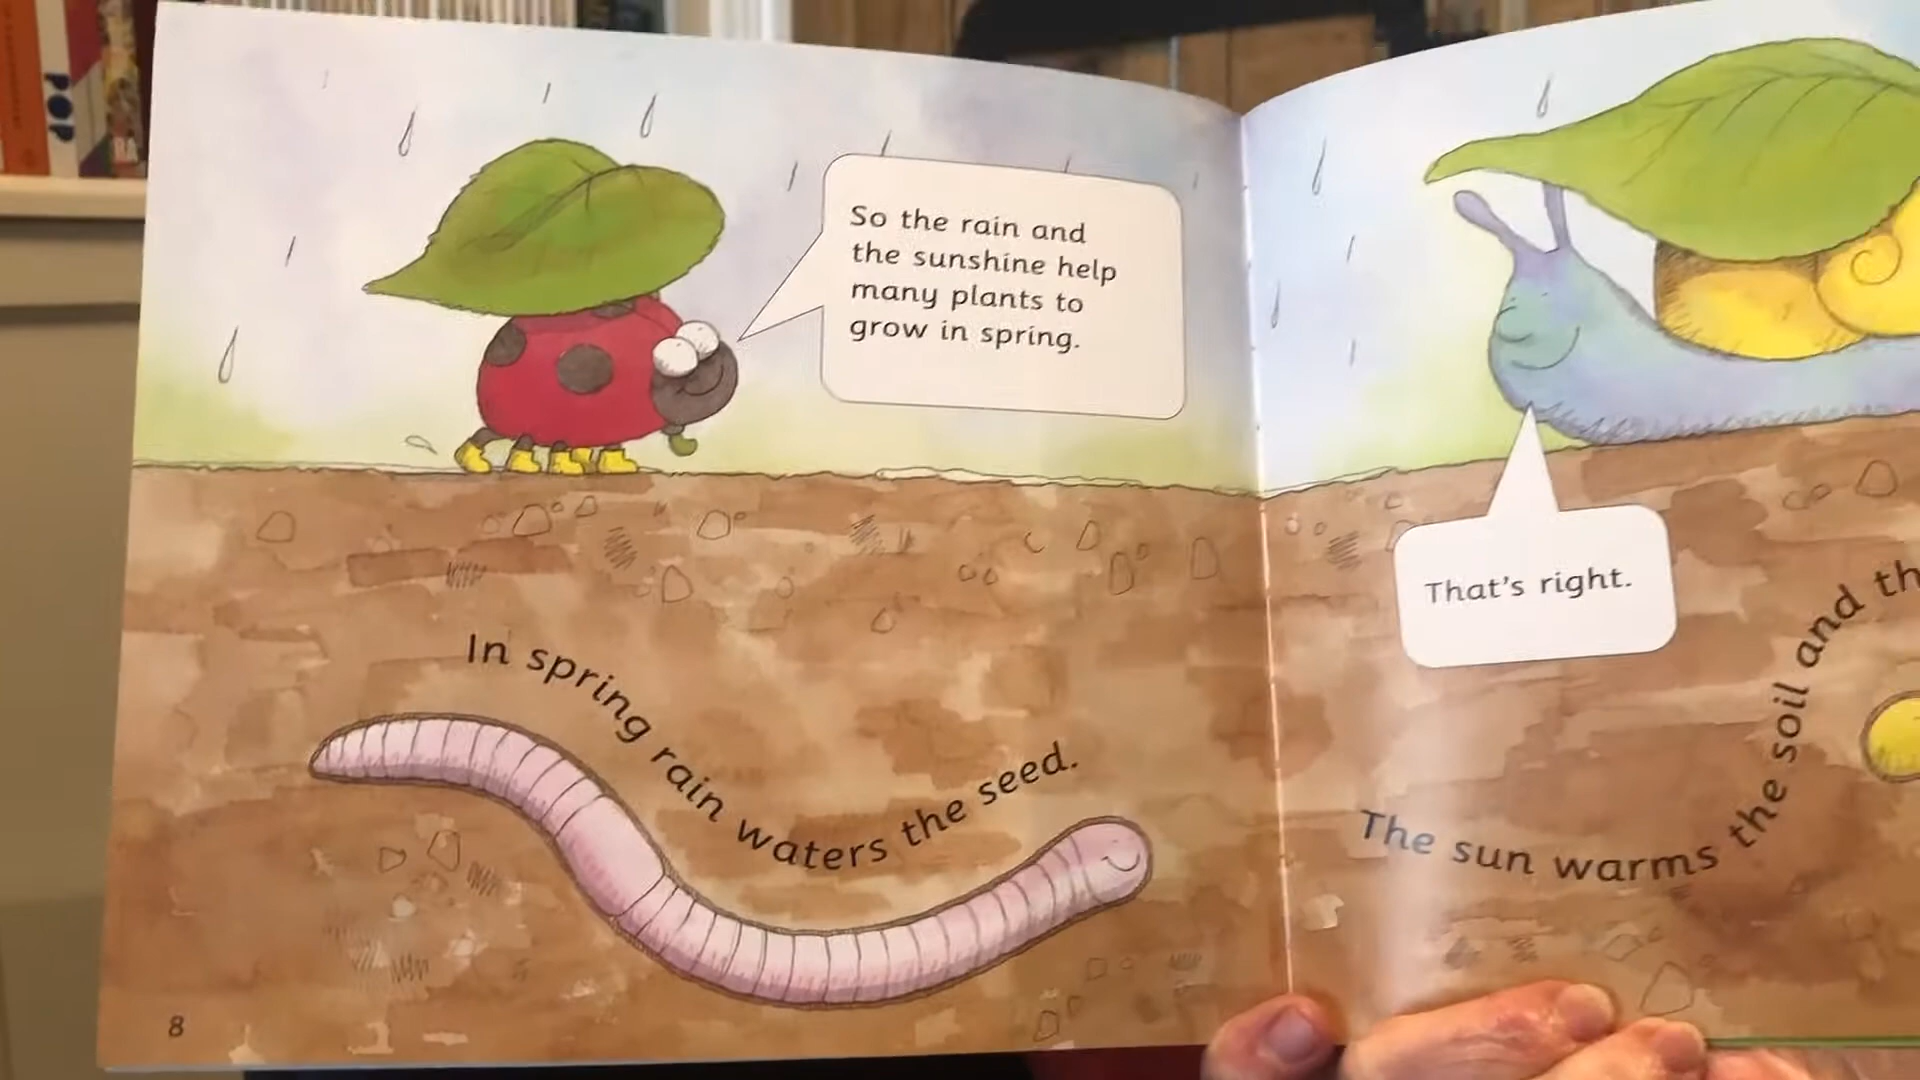 POP
So the rain and
the sunshine help
many plants to
grow in spring.
In spring rain waters the seed.
8
That's right.
The sun warms the soil and